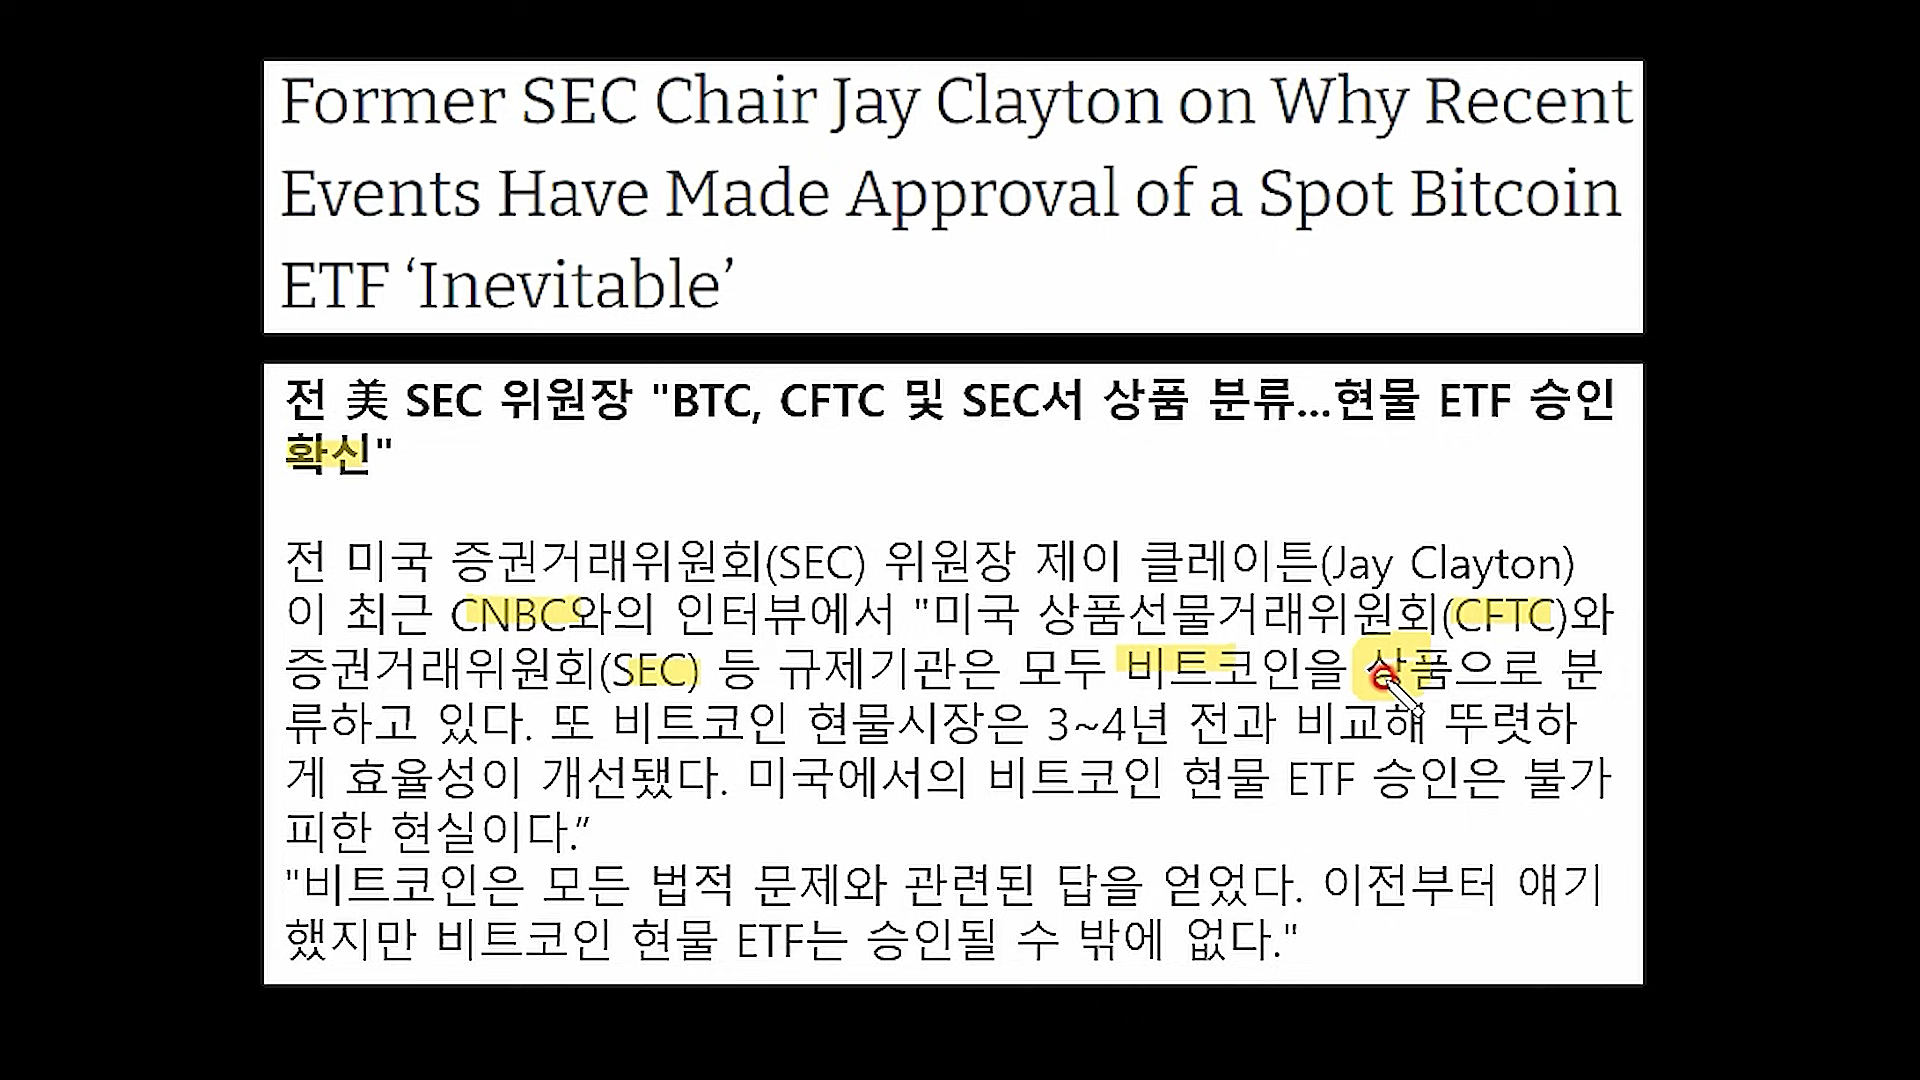 Former SEC Chair Jay Clayton on Why Recent
Events Have Made Approval of a Spot Bitcoin
ETF ‘Inevitable’
전 美 SEC 위원장 "BTC, CFTC 및 SEC서 상품 분류...현물 ETF 승인
확신"
전 미국 증권거래위원회(SEC) 위원장 제이 클레이튼(Jay Clayton)
이 최근 CNBC와의 인터뷰에서 "미국 상품선물거래위원회(CFTC)와
증권거래위원회(SEC) 등 규제기관은 모두 비트코인을 상품으로 분
류하고 있다. 또 비트코인 현물시장은 3~4년 전과 비교해 뚜렷하
게 효율성이 개선됐다. 미국에서의 비트코인 현물 ETF 승인은 불가
피한 현실이다.”
"비트코인은 모든 법적 문제와 관련된 답을 얻었다. 이전부터 얘기
했지만 비트코인 현물 ETF는 승인될 수 밖에 없다."